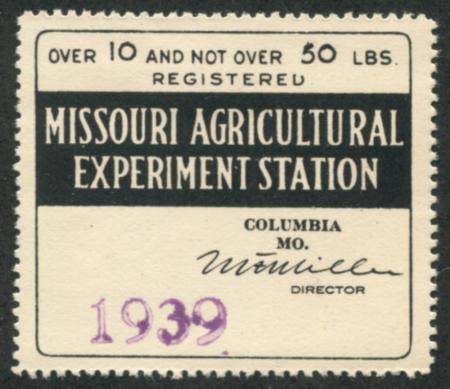 OVER 10 AND NOT OVER 50 LBS.
REGISTERED
MISSOURI AGRICULTURAL
EXPERIMENT STATION
COLUMBIA
MO.
DIRECTOR
1939